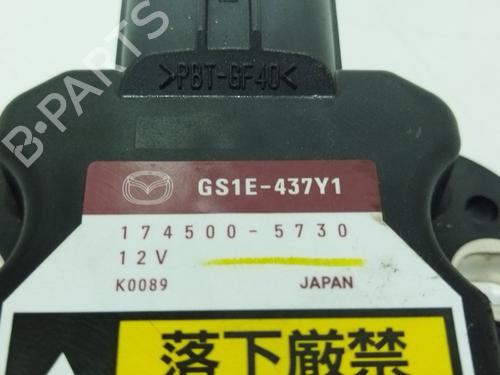 >PBT-GF40<
B-PARTS
GS1E-437Y1
174500-5730
12V
K0089 JAPAN
落下厳禁